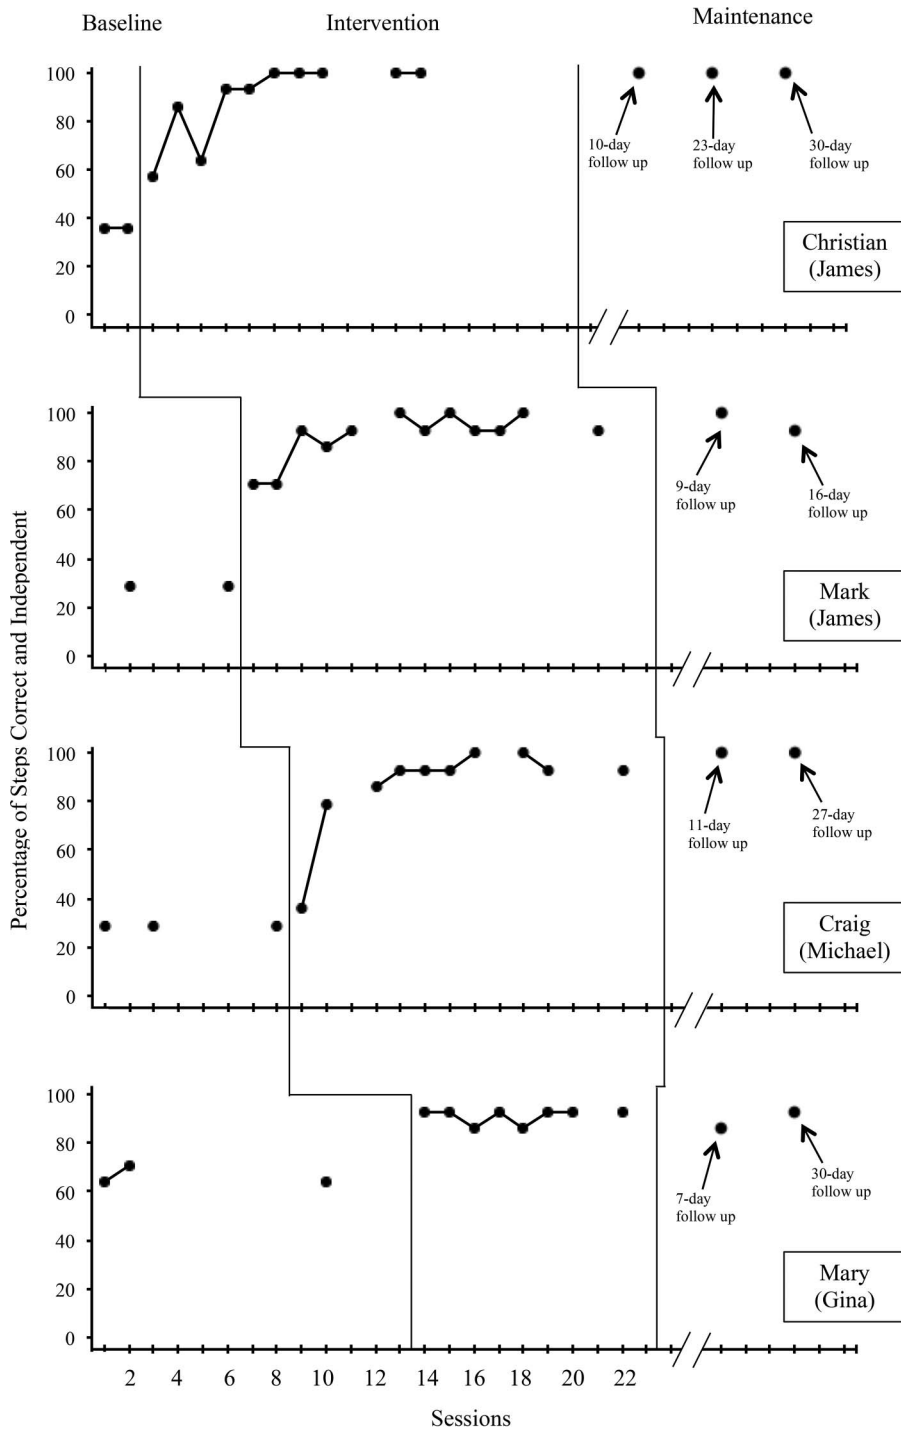 Baseline
Intervention
Maintenance
Percentage of Steps Correct and Independent
100
80
60
40
20
0
10-day
follow up
23-day
follow up
30-day
follow up
Christian
(James)
100
80
60
40
20
0
9-day
follow up
16-day
follow up
Mark
(James)
100
80
60
40
20
0
11-day
follow up
27-day
follow up
Craig
(Michael)
100
80
60
40
20
0
7-day
follow up
30-day
follow up
Mary
(Gina)
2 4 6 8 10 12 14 16 18 20 22
Sessions